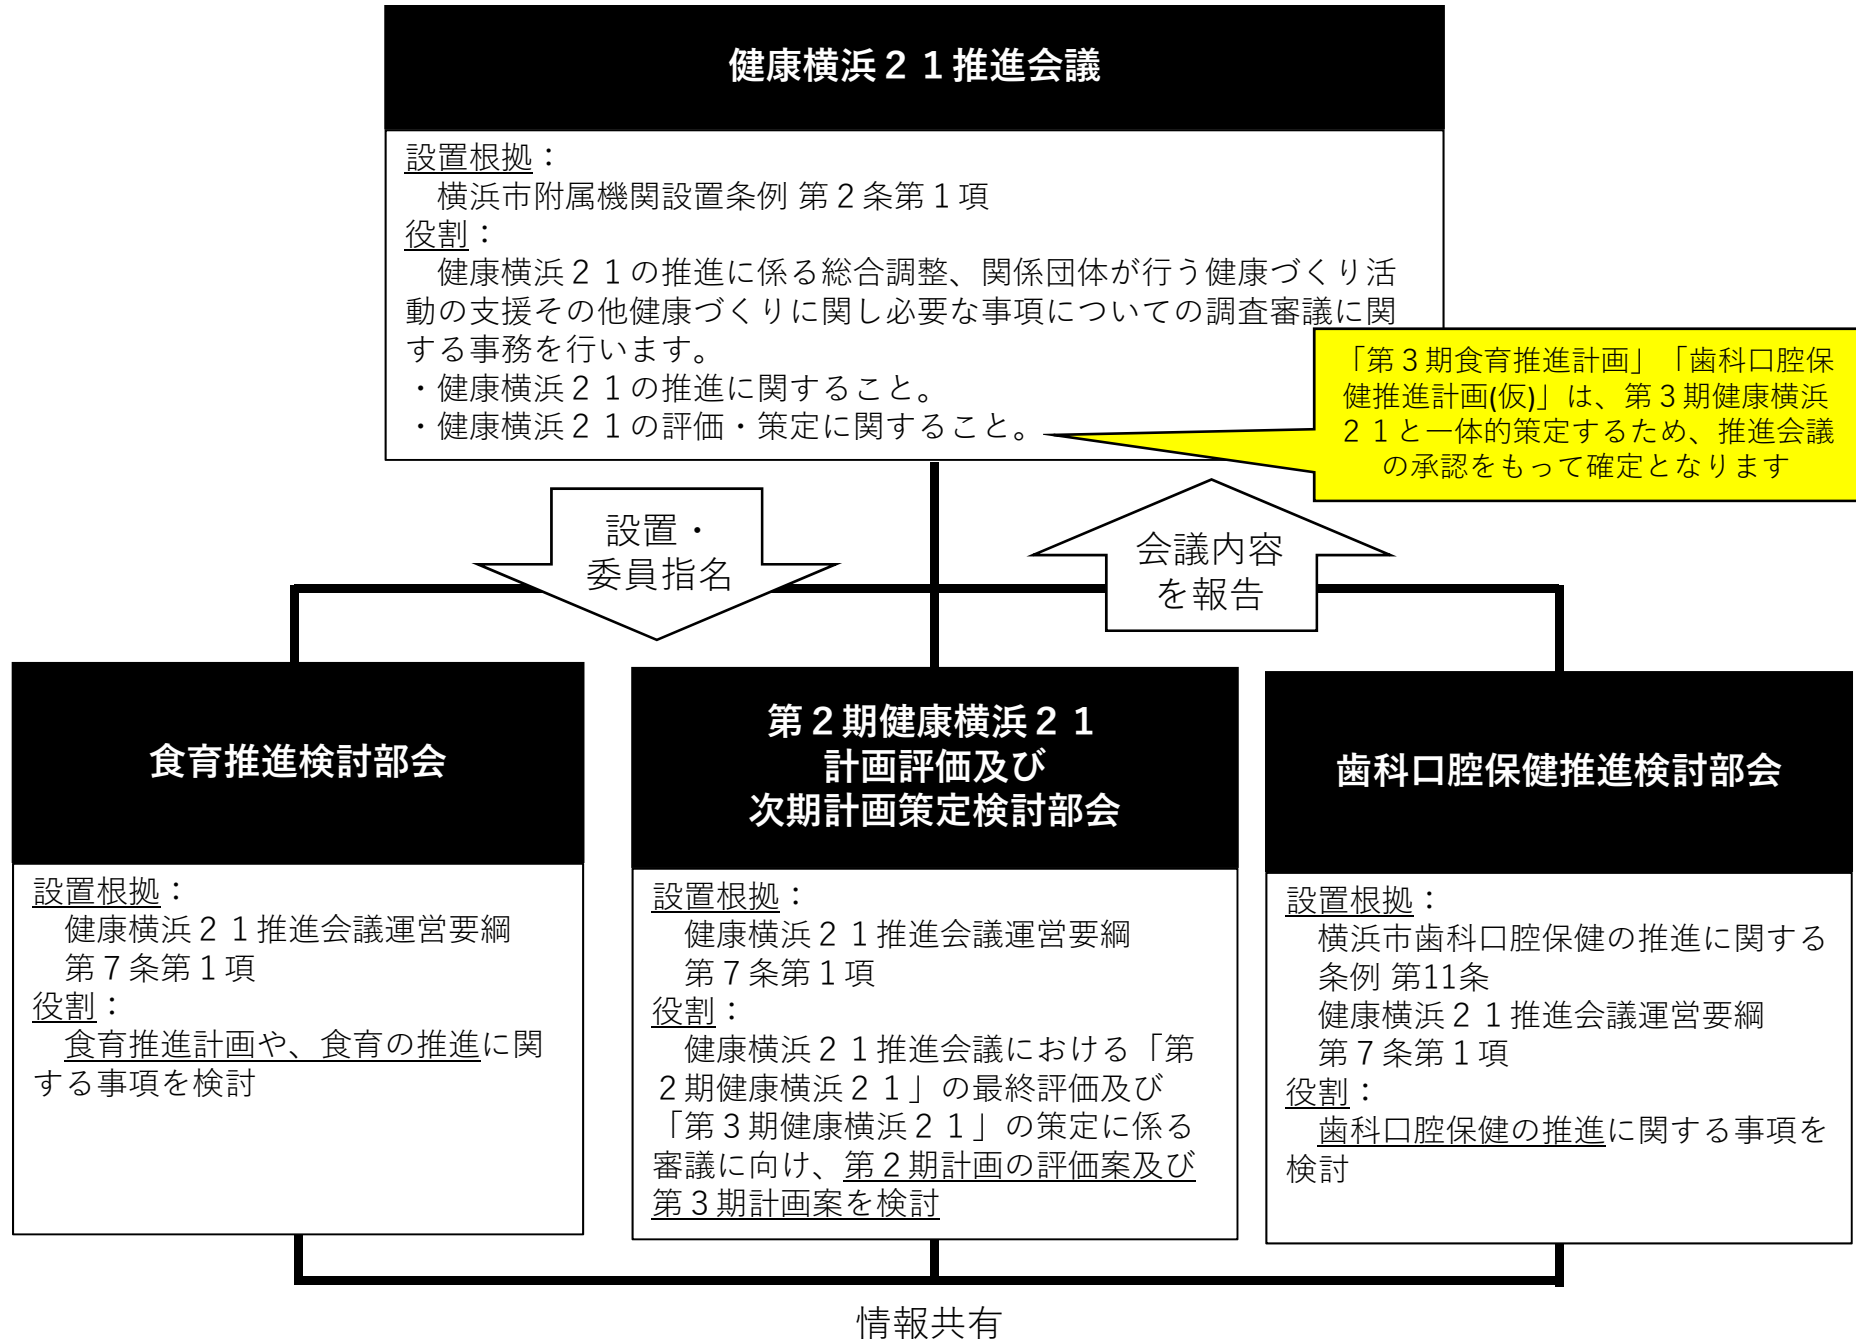 健康横浜２１推進会議
設置根拠：
横浜市附属機関設置条例 第２条第１項
役割：
健康横浜２１の推進に係る総合調整、関係団体が行う健康づくり活
動の支援その他健康づくりに関し必要な事項についての調査審議に関
する事務を行います。
・健康横浜２１の推進に関すること。
・健康横浜２１の評価・策定に関すること。
「第３期食育推進計画」「歯科口腔保
健推進計画(仮)」は、第３期健康横浜
２１と一体的策定するため、推進会議
の承認をもって確定となります
設置・
委員指名
会議内容
を報告
食育推進検討部会
設置根拠：
健康横浜２１推進会議運営要綱
第７条第１項
役割：
食育推進計画や、食育の推進に関
する事項を検討
第２期健康横浜２１
計画評価及び
次期計画策定検討部会
設置根拠：
健康横浜２１推進会議運営要綱
第７条第１項
役割：
健康横浜２１推進会議における「第
２期健康横浜２１」の最終評価及び
「第３期健康横浜２１」の策定に係る
審議に向け、第２期計画の評価案及び
第３期計画案を検討
歯科口腔保健推進検討部会
設置根拠：
横浜市歯科口腔保健の推進に関する
条例 第11条
健康横浜２１推進会議運営要綱
第７条第１項
役割：
歯科口腔保健の推進に関する事項を
検討
情報共有